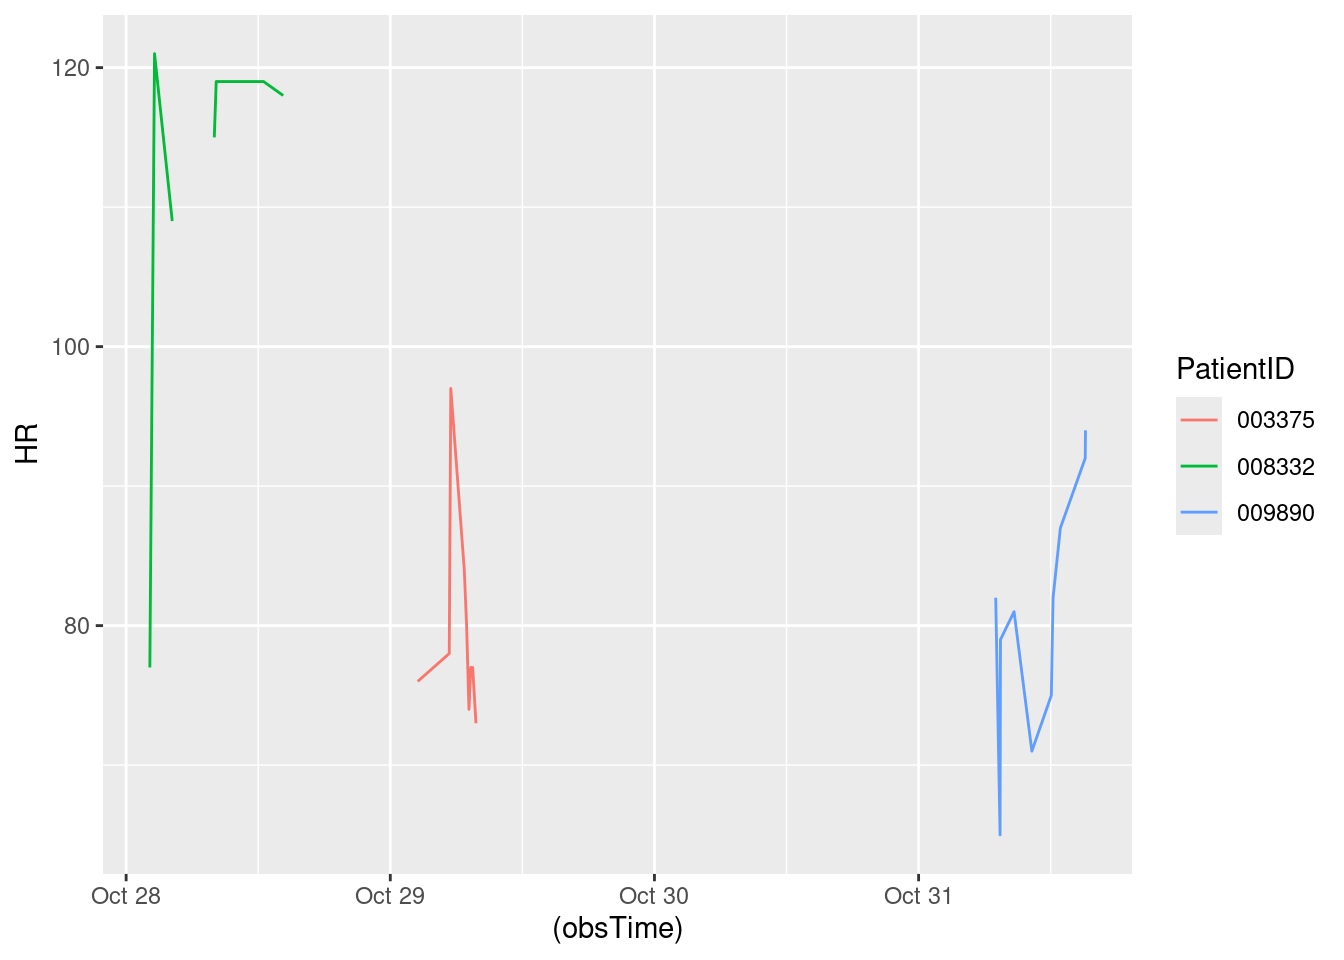 120
100
80
HR
Oct 28
Oct 29
Oct 30
Oct 31
(obsTime)
PatientID
003375
008332
009890